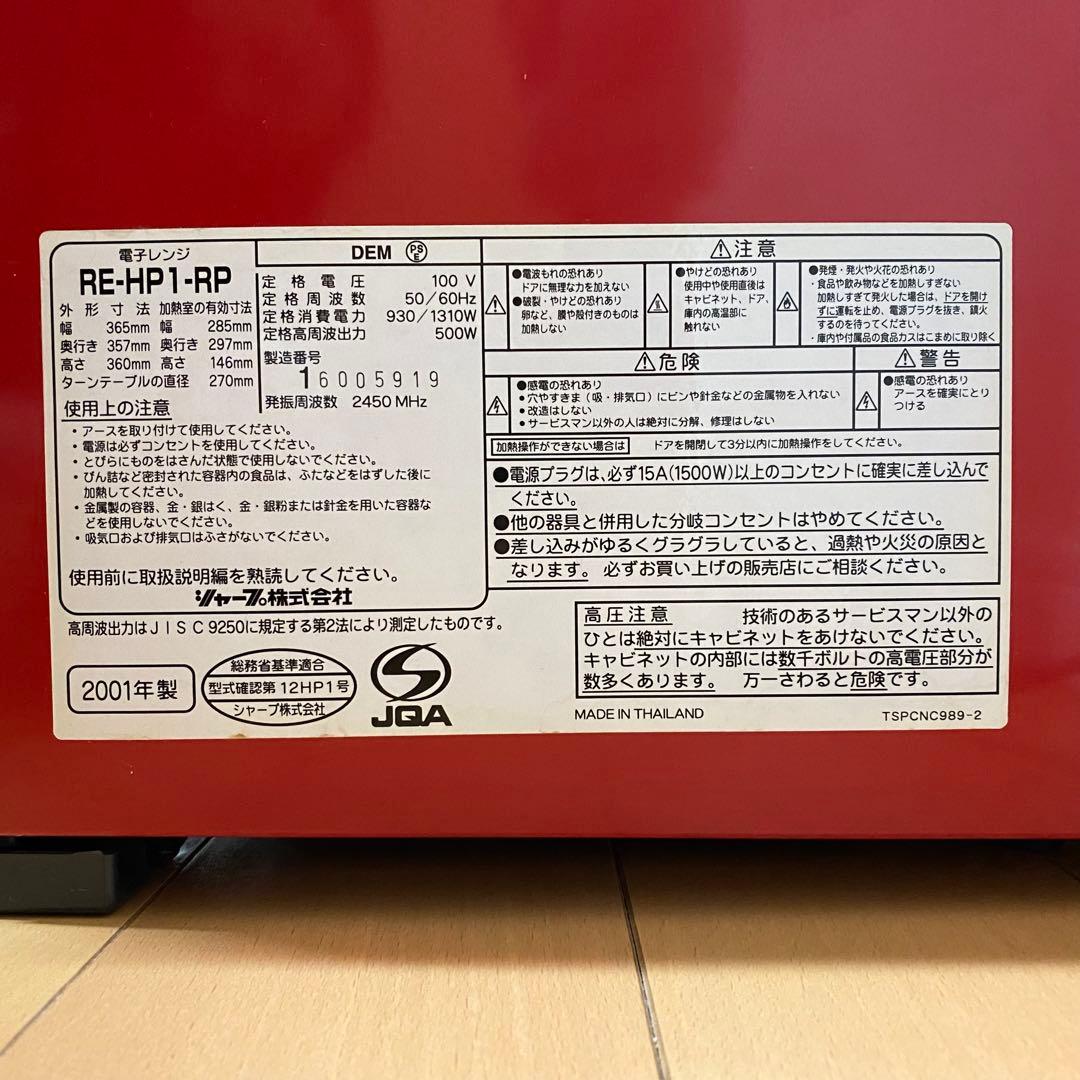 電子レンジ
RE-HP1-RP
外形寸法 加熱室の有効寸法
幅 365mm 幅 285mm
奥行き 357mm 奥行き 297mm
高さ 360mm 高さ 146mm
ターンテーブルの直径 270mm
DEM PSE
定格電圧 100 V
定格周波数 50/60Hz
定格消費電力 930/1310W
定格高周波出力 500W
製造番号
16005919
発振周波数 2450 MHz
使用上の注意
・アースを取り付けて使用してください。
・電源は必ずコンセントを使用してください。
・とびらにものをはさんだ状態で使用しないでください。
・びん詰など密封された容器内の食品は、ふたなどをはずした後に
加熱してください。
・金属製の容器、金・銀はく、金・銀粉または針金を用いた容器な
どを使用しないでください。
・吸気口および排気口はふさがないでください。
使用前に取扱説明編を熟読してください。
シャープ株式会社
⚠注意
●電波もれの恐れあり
ドアに無理な力を加えない
●破裂・やけどの恐れあり
卵など、膜や殻付きのものは
加熱しない
●やけどの恐れあり
使用中や使用直後は
キャビネット、ドア、
庫内の高温部に
触れない
●発煙・発火や火花の恐れあり
・食品や飲み物などを加熱しすぎない
加熱しすぎて発火した場合は、ドアを開け
ずに運転を止め、電源プラグを抜き、鎮火
するのを待ってください。
・庫内や付属品の食品カスはこまめに取り除く
⚠危険
●感電の恐れあり
・穴やすきま（吸・排気口）にピンや針金などの金属物を入れない
・改造はしない
・サービスマン以外の人は絶対に分解、修理はしない
⚠警告
●感電の恐れあり
アースを確実にとり
つける
加熱操作ができない場合は ドアを開閉して3分以内に加熱操作をしてください。
●電源プラグは、必ず15A(1500W)以上のコンセントに確実に差し込んで
ください。
●他の器具と併用した分岐コンセントはやめてください。
●差し込みがゆるくグラグラしていると、過熱や火災の原因と
なります。 必ずお買い上げの販売店にご相談ください。
高周波出力はJIS C 9250に規定する第2法により測定したものです。
2001年製
総務省基準適合
型式確認第12HP1号
シャープ株式会社
JQA
高圧注意 技術のあるサービスマン以外の
ひとは絶対にキャビネットをあけないでください。
キャビネットの内部には数千ボルトの高電圧部分が
数多くあります。 万一さわると危険です。
MADE IN THAILAND
TSPCNC989-2